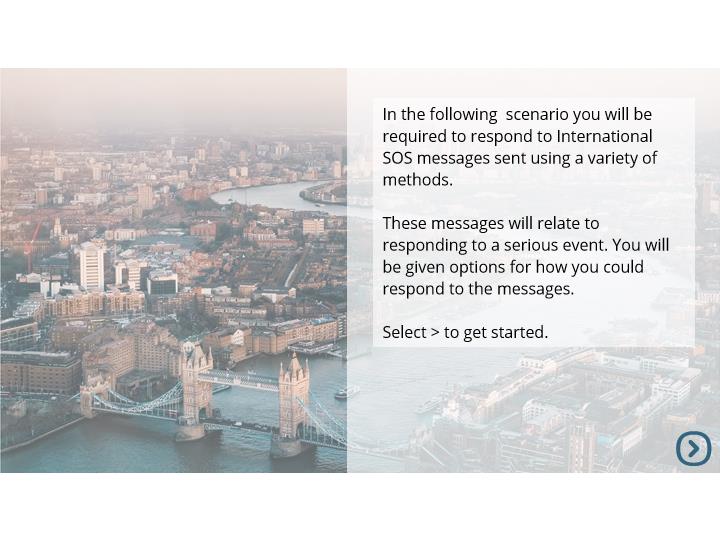 In the following  scenario you will be
required to respond to International
SOS messages sent using a variety of
methods.
These messages will relate to
responding to a serious event. You will
be given options for how you could
respond to the messages.
Select > to get started.